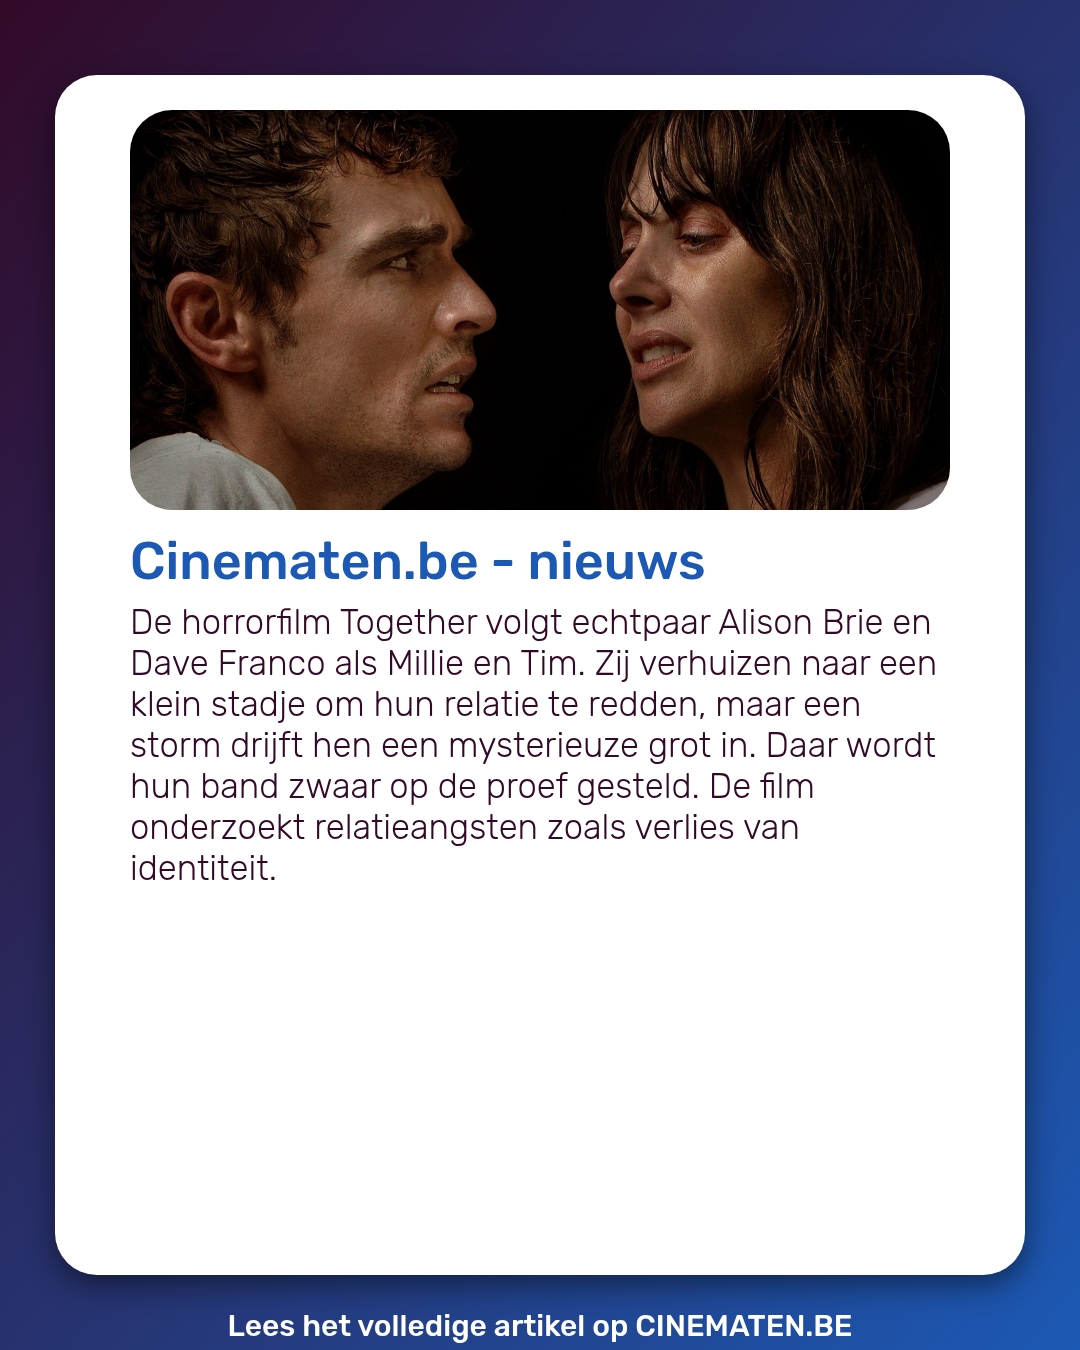 Cinematen.be - nieuws
De horrorfilm Together volgt echtpaar Alison Brie en
Dave Franco als Millie en Tim. Zij verhuizen naar een
klein stadje om hun relatie te redden, maar een
storm drijft hen een mysterieuze grot in. Daar wordt
hun band zwaar op de proef gesteld. De film
onderzoekt relatieangsten zoals verlies van
identiteit.
Lees het volledige artikel op CINEMATEN.BE